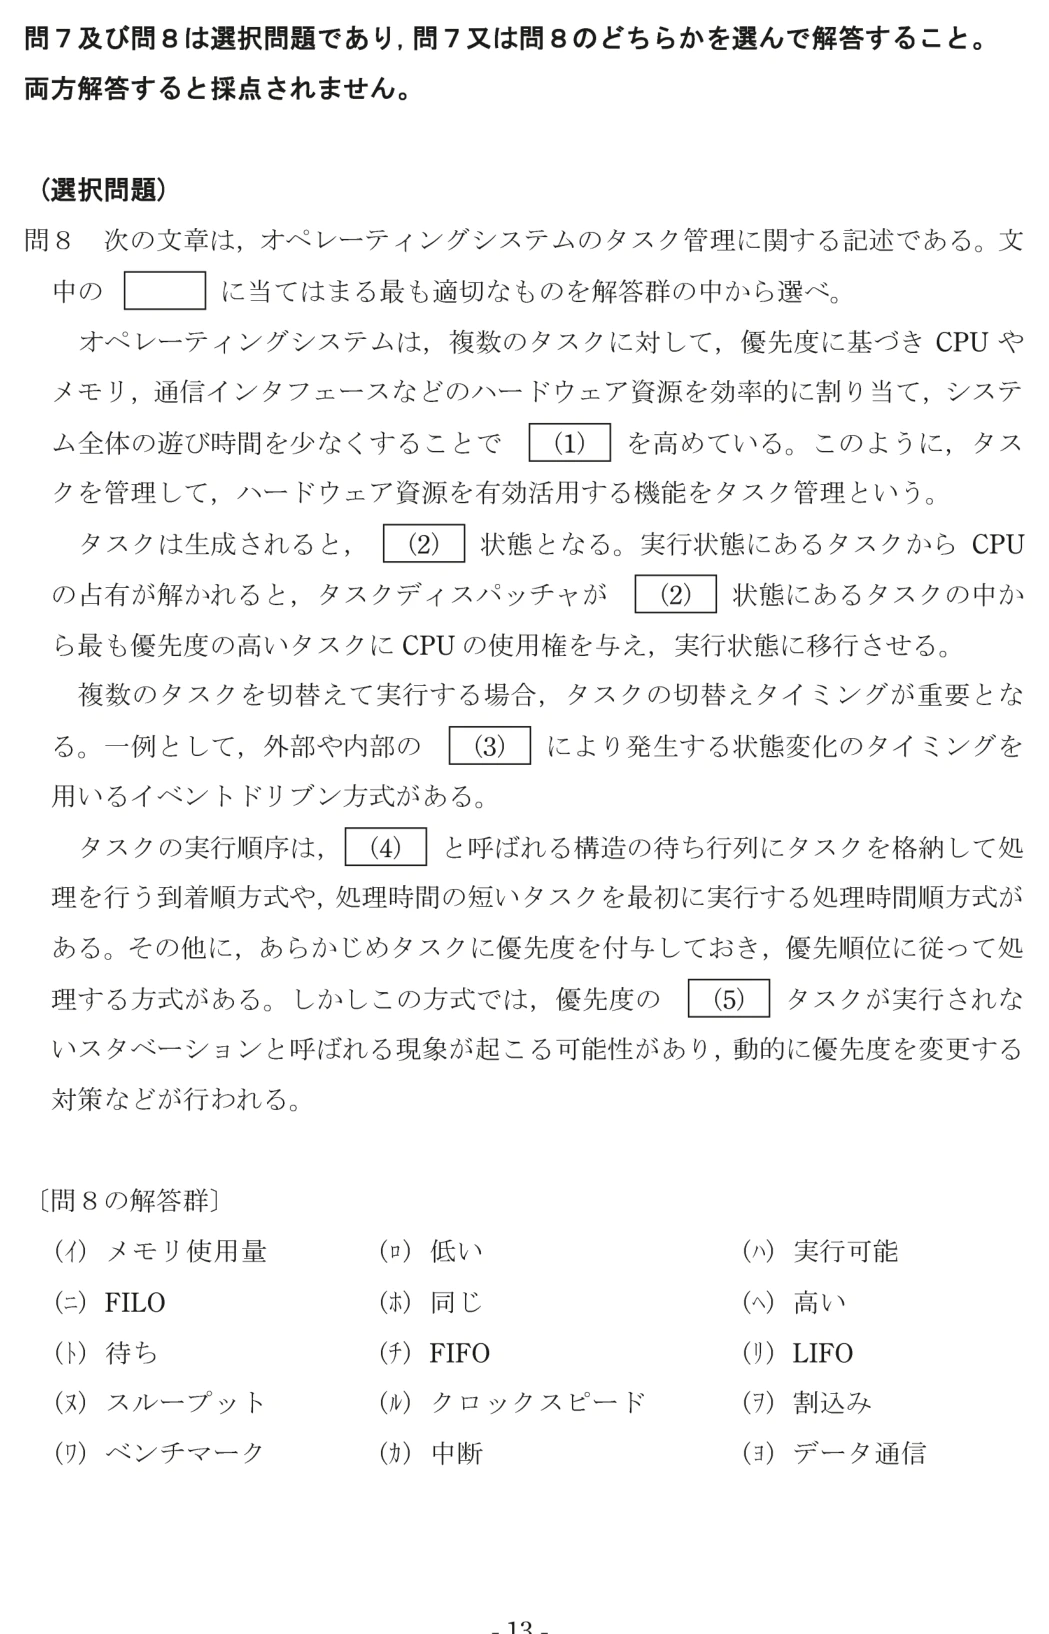 問７及び問８は選択問題であり，問７又は問８のどちらかを選んで解答すること。
両方解答すると採点されません。
（選択問題）
問８　次の文章は，オペレーティングシステムのタスク管理に関する記述である。文
中の　　　に当てはまる最も適切なものを解答群の中から選べ。
オペレーティングシステムは，複数のタスクに対して，優先度に基づき CPU や
メモリ，通信インタフェースなどのハードウェア資源を効率的に割り当て，システ
ム全体の遊び時間を少なくすることで （1） を高めている。このように，タス
クを管理して，ハードウェア資源を有効活用する機能をタスク管理という。
タスクは生成されると， （2） 状態となる。実行状態にあるタスクから CPU
の占有が解かれると，タスクディスパッチャが （2） 状態にあるタスクの中か
ら最も優先度の高いタスクに CPU の使用権を与え，実行状態に移行させる。
複数のタスクを切替えて実行する場合，タスクの切替えタイミングが重要とな
る。一例として，外部や内部の （3） により発生する状態変化のタイミングを
用いるイベントドリブン方式がある。
タスクの実行順序は， （4） と呼ばれる構造の待ち行列にタスクを格納して処
理を行う到着順方式や，処理時間の短いタスクを最初に実行する処理時間順方式が
ある。その他に，あらかじめタスクに優先度を付与しておき，優先順位に従って処
理する方式がある。しかしこの方式では，優先度の （5） タスクが実行されな
いスタベーションと呼ばれる現象が起こる可能性があり，動的に優先度を変更する
対策などが行われる。
〔問８の解答群〕
（ｲ） メモリ使用量　（ﾛ） 低い　（ﾊ） 実行可能
（ﾆ） FILO　（ﾎ） 同じ　（ﾍ） 高い
（ﾄ） 待ち　（ﾁ） FIFO　（ﾘ） LIFO
（ﾇ） スループット　（ﾙ） クロックスピード　（ｦ） 割込み
（ﾜ） ベンチマーク　（ｶ） 中断　（ﾖ） データ通信
- 13 -